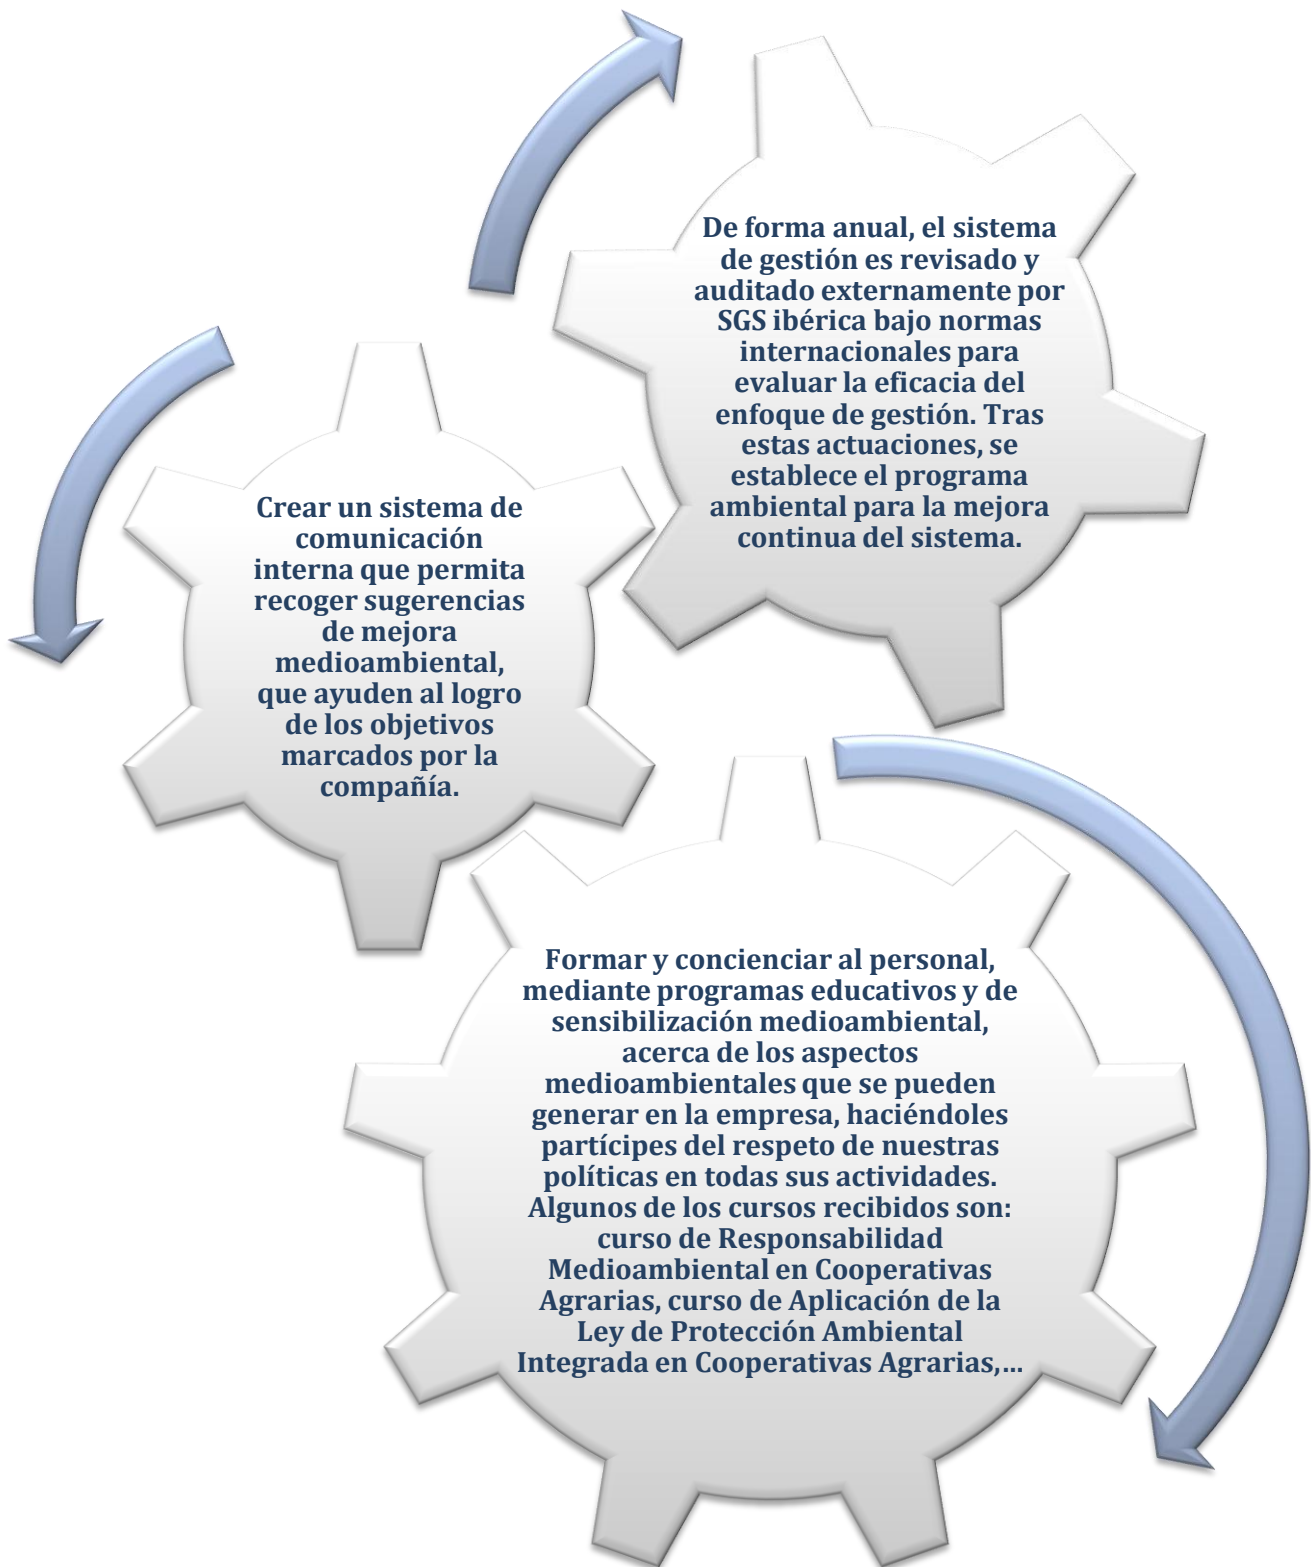 De forma anual, el sistema
de gestión es revisado y
auditado externamente por
SGS ibérica bajo normas
internacionales para
evaluar la eficacia del
enfoque de gestión. Tras
estas actuaciones, se
establece el programa
ambiental para la mejora
continua del sistema.
Crear un sistema de
comunicación
interna que permita
recoger sugerencias
de mejora
medioambiental,
que ayuden al logro
de los objetivos
marcados por la
compañía.
Formar y concienciar al personal,
mediante programas educativos y de
sensibilización medioambiental,
acerca de los aspectos
medioambientales que se pueden
generar en la empresa, haciéndoles
partícipes del respeto de nuestras
políticas en todas sus actividades.
Algunos de los cursos recibidos son:
curso de Responsabilidad
Medioambiental en Cooperativas
Agrarias, curso de Aplicación de la
Ley de Protección Ambiental
Integrada en Cooperativas Agrarias,...